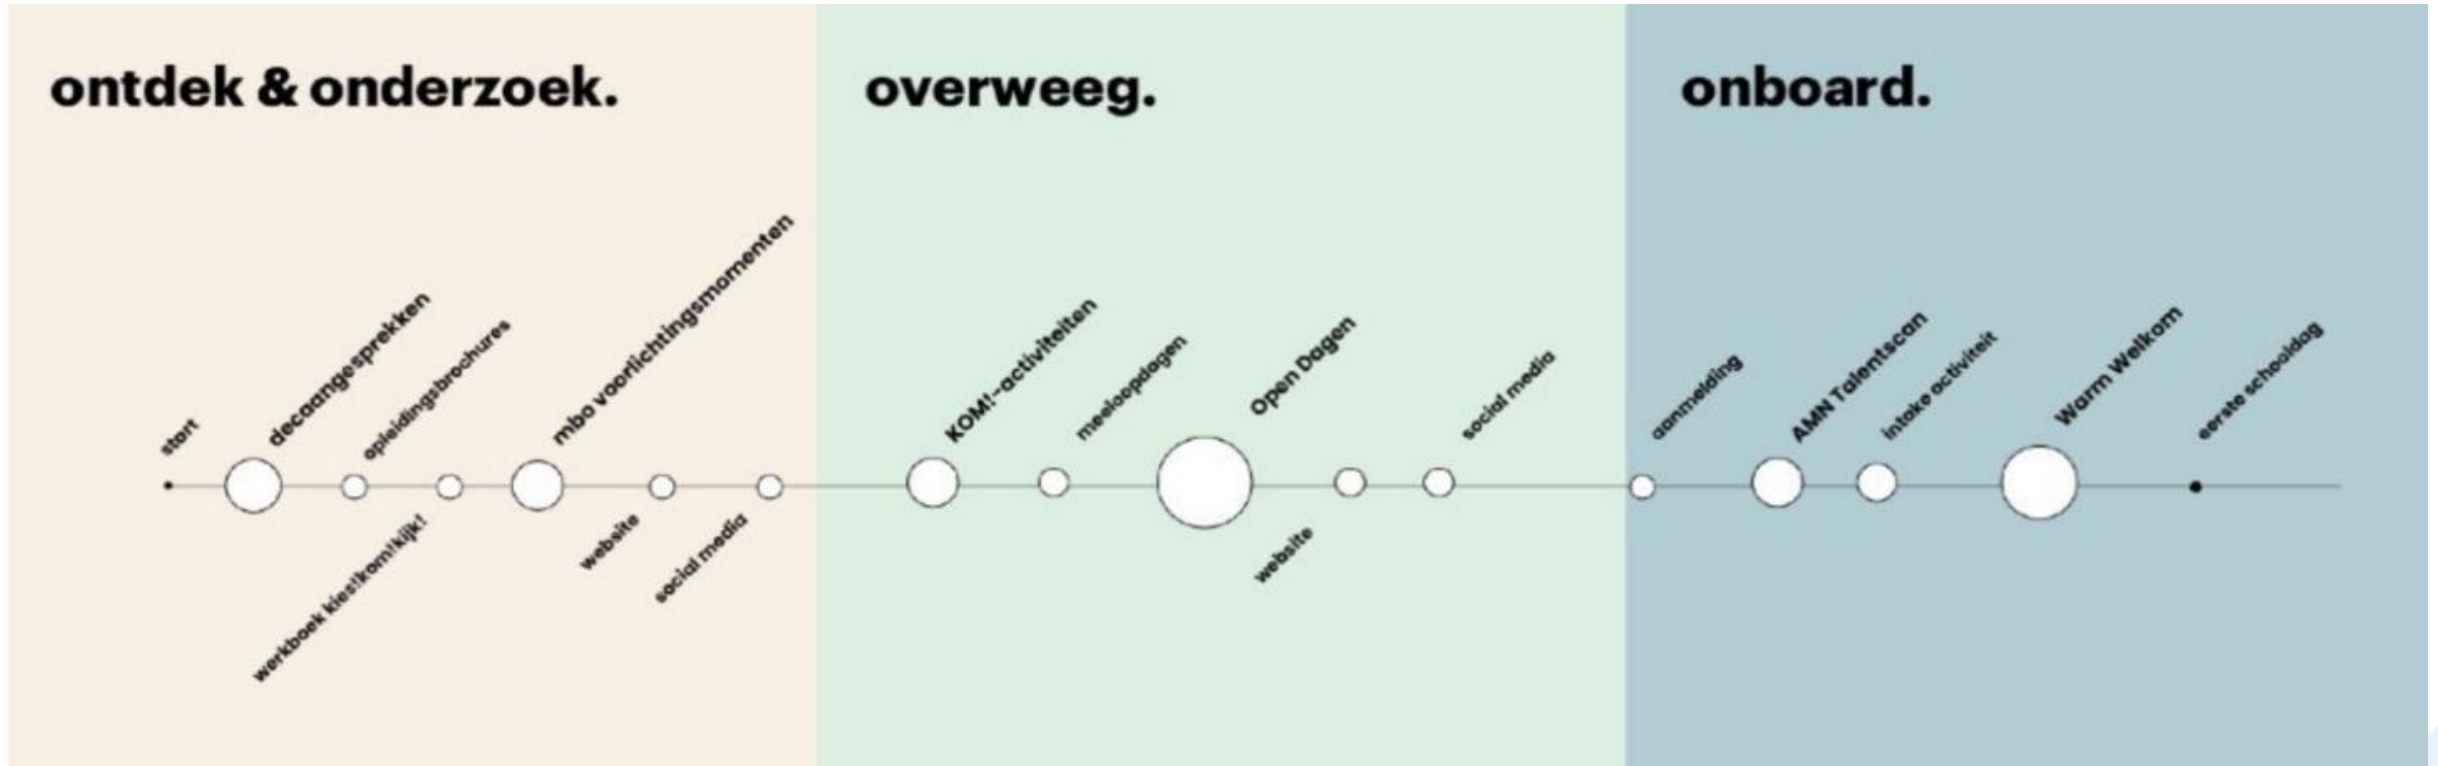 ontdek & onderzoek.
start
decaangesprekken
opleidingsbrochures
werkboek kies!kom!kijk!
mbo voorlichtingsmomenten
website
social media
overweeg.
KOM!-activiteiten
meeloopdagen
Open Dagen
website
social media
onboard.
aanmelding
AMN Talentscan
intake activiteit
Warm Welkom
eerste schooldag